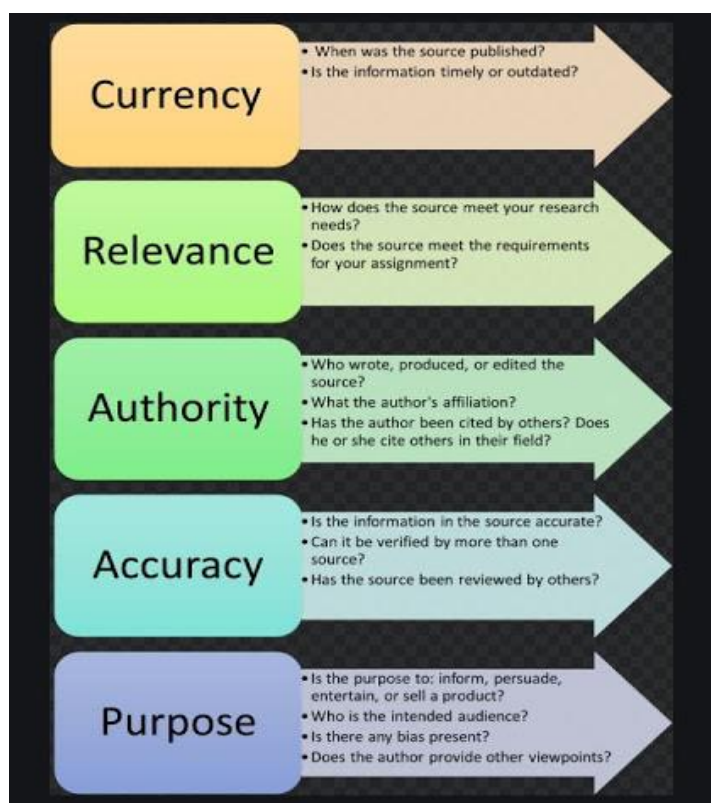 Currency
• When was the source published?
• Is the information timely or outdated?
Relevance
• How does the source meet your research
needs?
• Does the source meet the requirements
for your assignment?
Authority
• Who wrote, produced, or edited the
source?
• What the author's affiliation?
• Has the author been cited by others? Does
he or she cite others in their field?
Accuracy
• Is the information in the source accurate?
• Can it be verified by more than one
source?
• Has the source been reviewed by others?
Purpose
• Is the purpose to: inform, persuade,
entertain, or sell a product?
• Who is the intended audience?
• Is there any bias present?
• Does the author provide other viewpoints?